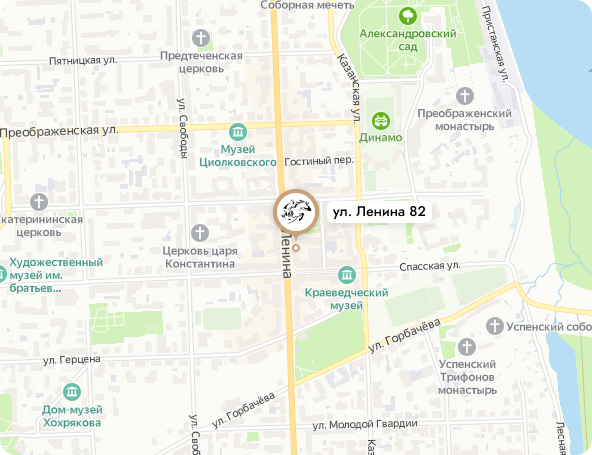 Соборная мечеть
Александровский
сад
Пристанская ул.
Предтеченская
церковь
Пятницкая ул.
Казанская ул.
ул. Свободы
Преображенский
монастырь
Преображенская ул.
Музей
Циолковского
Динамо
Гостиный пер.
Екатерининская
церковь
ул. Ленина 82
Церковь царя
Константина
Ленина
Художественный
музей им.
братьев...
Спасская ул.
Краеведческий
музей
ул. Горбачёва
Успенский собо
ул. Герцена
Успенский
Трифонов
монастырь
Дом-музей
Хохрякова
ул. Горбачёва
ул. Своб
ул. Молодой Гвардии
Каз
Лесная